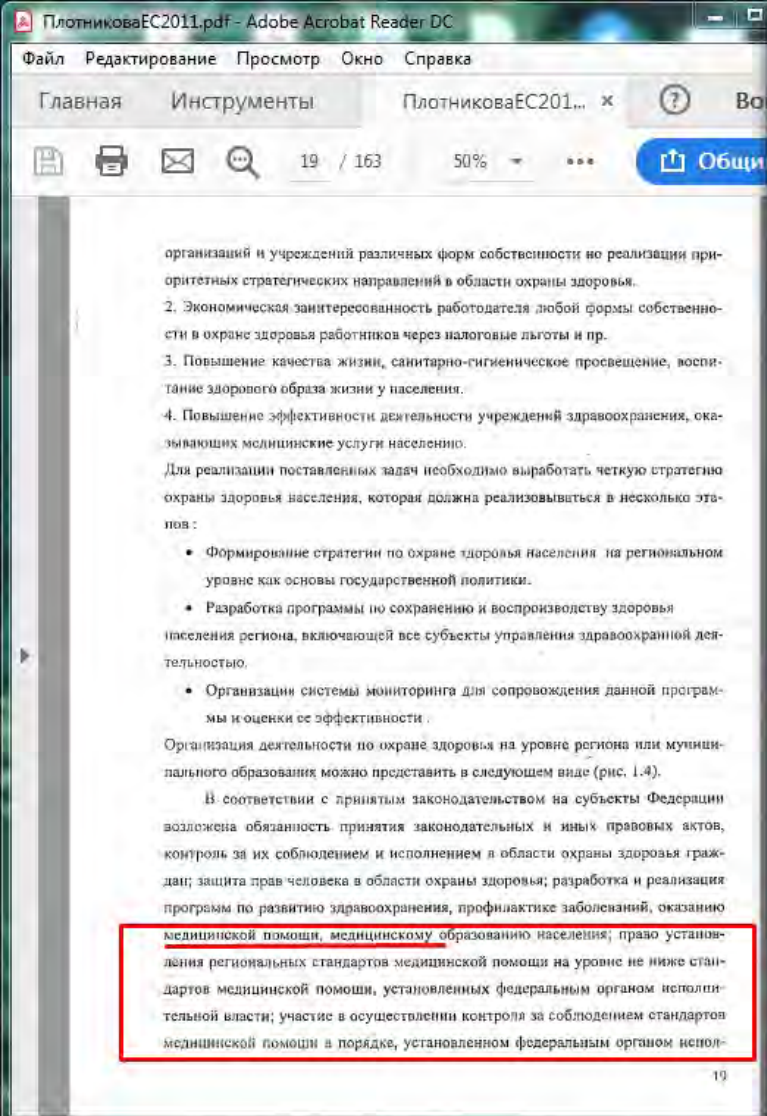 ПлотниковаЕС2011.pdf - Adobe Acrobat Reader DC
Файл Редактирование Просмотр Окно Справка
Главная Инструменты ПлотниковаЕС201... × ? Во
19 / 163 50% Общи
организаций и учреждений различных форм собственности по реализации при-
оритетных стратегических направлений в области охраны здоровья.
2. Экономическая заинтересованность работодателя любой формы собственно-
сти в охране здоровья работников через налоговые льготы и пр.
3. Повышение качества жизни, санитарно-гигиеническое просвещение, воспи-
тание здорового образа жизни у населения.
4. Повышение эффективности деятельности учреждений здравоохранения, ока-
зывающих медицинские услуги населению.
Для реализации поставленных задач необходимо выработать четкую стратегию
охраны здоровья населения, которая должна реализовываться в несколько эта-
пов :
• Формирование стратегии по охране здоровья населения на региональном
уровне как основы государственной политики.
• Разработка программы по сохранению и воспроизводству здоровья
населения региона, включающей все субъекты управления здравоохранной дея-
тельностью.
• Организация системы мониторинга для сопровождения данной програм-
мы и оценки ее эффективности .
Организация деятельности по охране здоровья на уровне региона или муници-
пального образования можно представить в следующем виде (рис. 1.4).
В соответствии с принятым законодательством на субъекты Федерации
возложена обязанность принятия законодательных и иных правовых актов,
контроль за их соблюдением и исполнением в области охраны здоровья граж-
дан; защита прав человека в области охраны здоровья; разработка и реализация
программ по развитию здравоохранения, профилактике заболеваний, оказанию
медицинской помощи, медицинскому образованию населения; право установ-
ления региональных стандартов медицинской помощи на уровне не ниже стан-
дартов медицинской помощи, установленных федеральным органом исполни-
тельной власти; участие в осуществлении контроля за соблюдением стандартов
медицинской помощи в порядке, установленном федеральным органом испол-
19